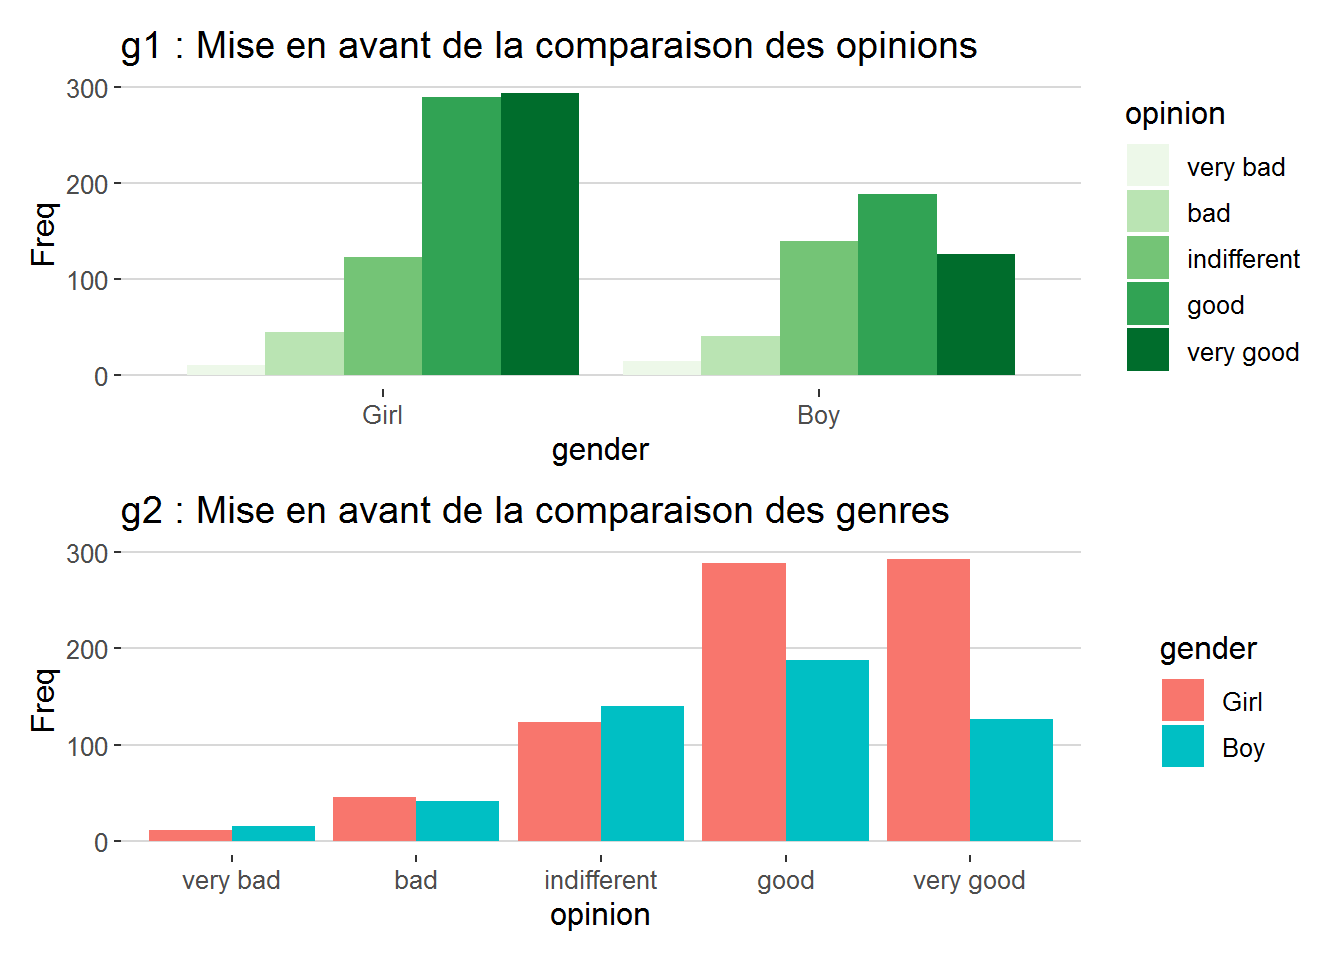 g1 : Mise en avant de la comparaison des opinions
300
200
100
0
Freq
Girl
Boy
gender
opinion
very bad
bad
indifferent
good
very good
g2 : Mise en avant de la comparaison des genres
300
200
100
0
Freq
very bad
bad
indifferent
good
very good
opinion
gender
Girl
Boy